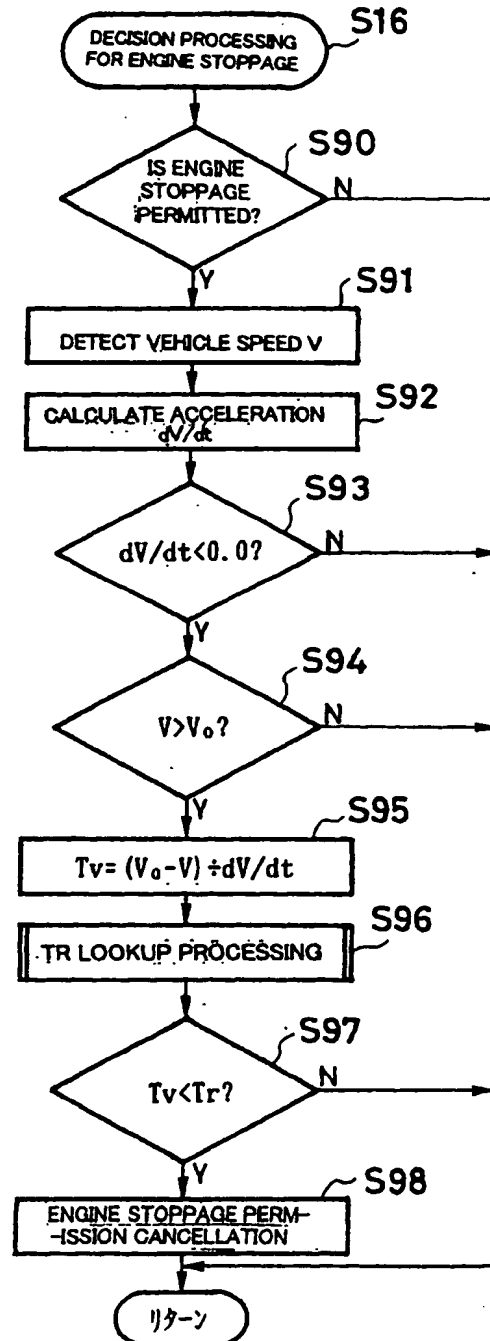 DECISION PROCESSING
FOR ENGINE STOPPAGE
S16
S90
IS ENGINE
STOPPAGE
PERMITTED?
N
Y
S91
DETECT VEHICLE SPEED V
S92
CALCULATE ACCELERATION
dV/dt
S93
dV/dt<0.0?
N
Y
S94
V>V₀?
N
Y
S95
Tv=(V₀-V)÷dV/dt
S96
TR LOOKUP PROCESSING
S97
Tv<Tr?
N
Y
S98
ENGINE STOPPAGE PERM-
-ISSION CANCELLATION
リターン